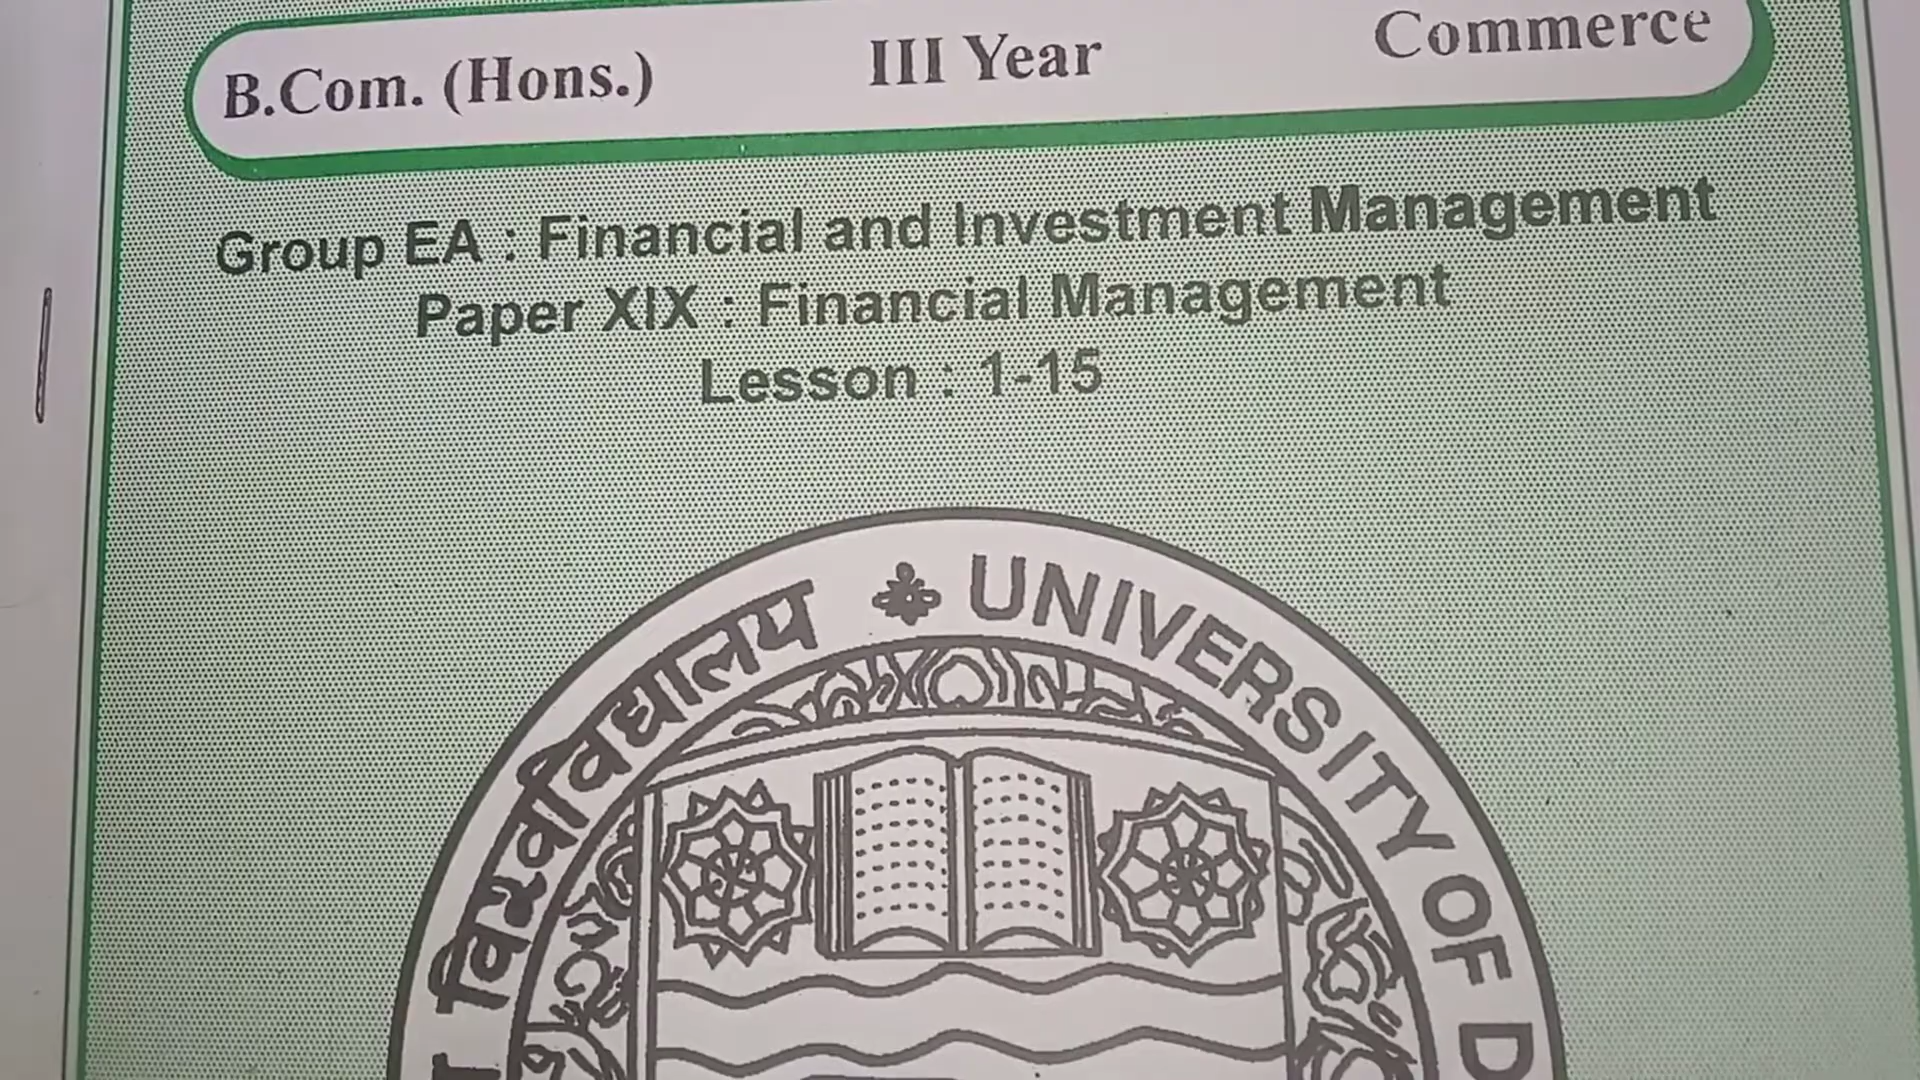 B.Com. (Hons.) III Year Commerce
Group EA : Financial and Investment Management
Paper XIX : Financial Management
Lesson : 1-15
विश्वविद्यालय UNIVERSITY OF